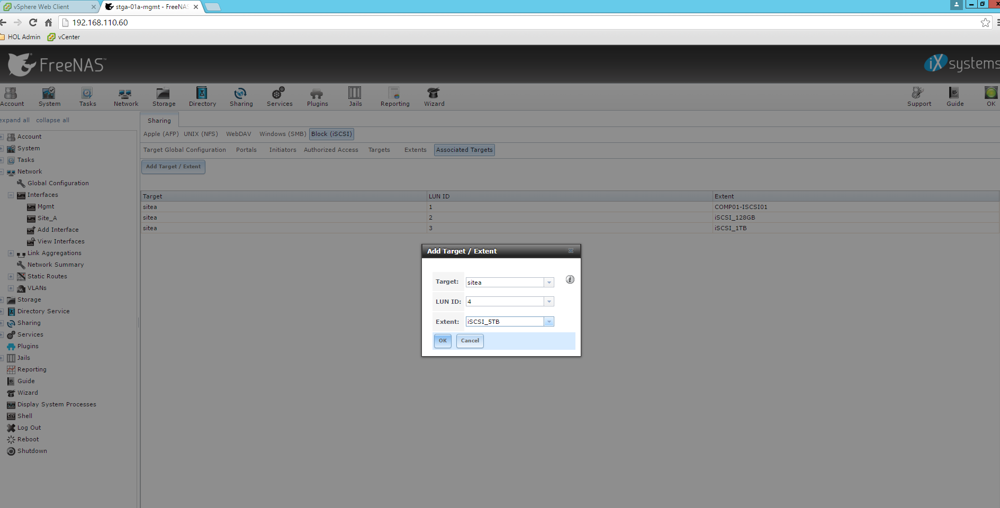 vSphere Web Client
stga-01a-mgmt - FreeNAS
192.168.110.60
HOL Admin vCenter
FreeNAS™
iX systems
Account System Tasks Network Storage Directory Sharing Services Plugins Jails Reporting Wizard Support Guide OK
expand all collapse all
Account
System
Tasks
Network
Global Configuration
Interfaces
Mgmt
Site_A
Add Interface
View Interfaces
Link Aggregations
Network Summary
Static Routes
VLANs
Storage
Directory Service
Sharing
Services
Plugins
Jails
Reporting
Guide
Wizard
Display System Processes
Shell
Log Out
Reboot
Shutdown
Sharing
Apple (AFP) UNIX (NFS) WebDAV Windows (SMB) Block (iSCSI)
Target Global Configuration Portals Initiators Authorized Access Targets Extents Associated Targets
Add Target / Extent
Target LUN ID Extent
sitea 1 COMP01-ISCSI01
sitea 2 iSCSI_128GB
sitea 3 iSCSI_1TB
Add Target / Extent
Target: sitea
LUN ID: 4
Extent: iSCSI_5TB
OK Cancel